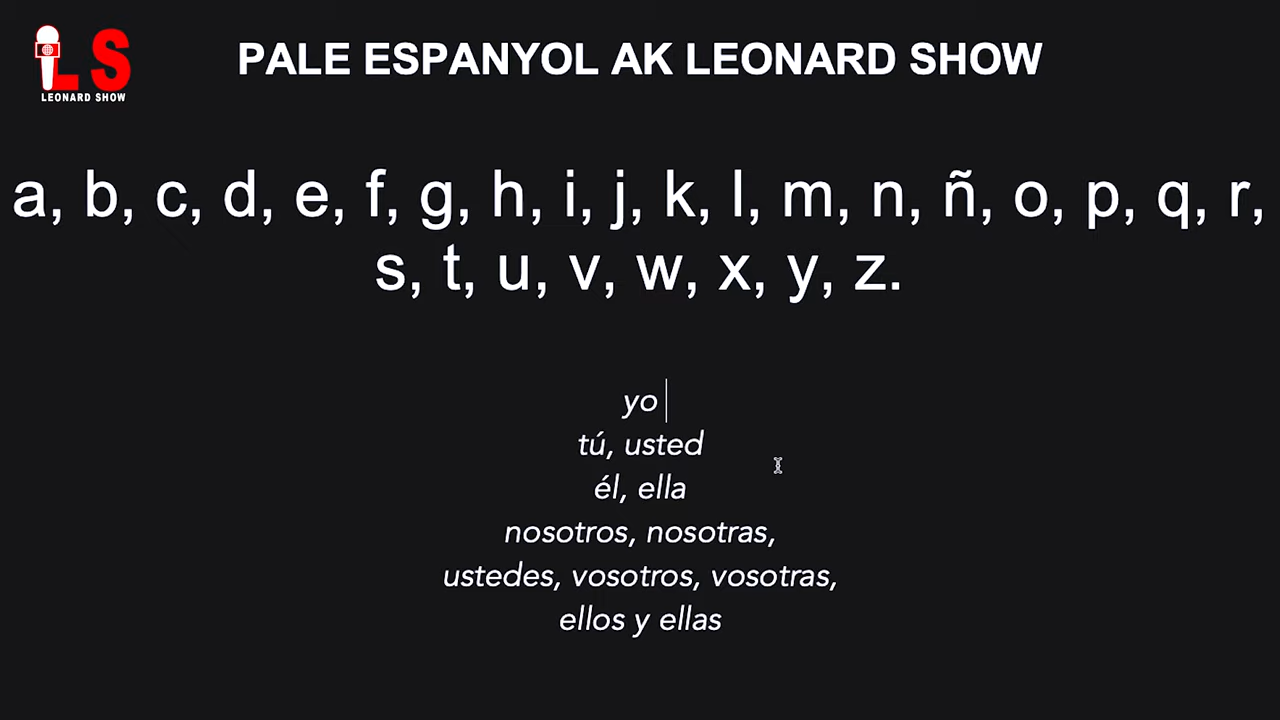 LS
LEONARD SHOW
PALE ESPANYOL AK LEONARD SHOW
a, b, c, d, e, f, g, h, i, j, k, l, m, n, ñ, o, p, q, r,
s, t, u, v, w, x, y, z.
yo
tú, usted
él, ella
nosotros, nosotras,
ustedes, vosotros, vosotras,
ellos y ellas